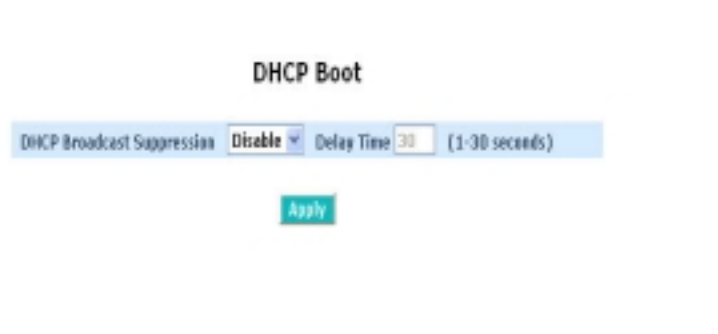 DHCP Boot
DHCP Broadcast Suppression Disable Delay Time 30 (1-30 seconds)
Apply